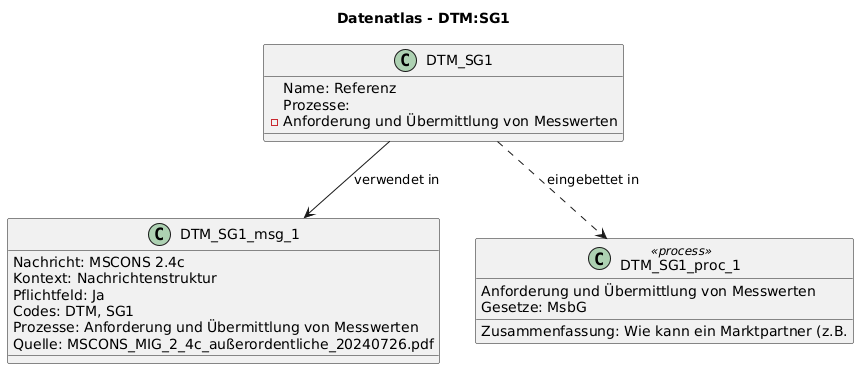 Datenatlas - DTM:SG1
C DTM_SG1
Name: Referenz
Prozesse:
Anforderung und Übermittlung von Messwerten
verwendet in
eingebettet in
C DTM_SG1_msg_1
Nachricht: MSCONS 2.4c
Kontext: Nachrichtenstruktur
Pflichtfeld: Ja
Codes: DTM, SG1
Prozesse: Anforderung und Übermittlung von Messwerten
Quelle: MSCONS_MIG_2_4c_außerordentliche_20240726.pdf
«process»
C DTM_SG1_proc_1
Anforderung und Übermittlung von Messwerten
Gesetze: MsbG
Zusammenfassung: Wie kann ein Marktpartner (z.B.